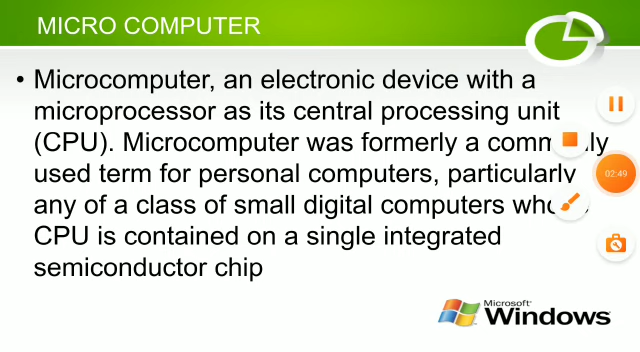 MICRO COMPUTER
• Microcomputer, an electronic device with a
microprocessor as its central processing unit
(CPU). Microcomputer was formerly a
used term for personal computers, particularly
any of a class of small digital computers
CPU is contained on a single integrated
semiconductor chip
02:49
Microsoft
Windows